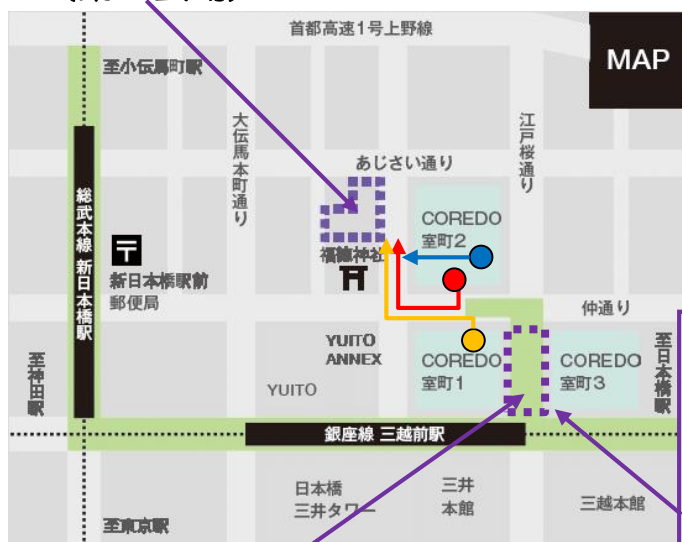 首都高速1号上野線
MAP
至小伝馬町駅
大伝馬本町通り
江戸桜通り
あじさい通り
総武本線 新日本橋駅
COREDO
室町2
福徳神社
新日本橋駅前
郵便局
仲通り
YUITO
ANNEX
至神田駅
COREDO
室町1
COREDO
室町3
至日本橋駅
YUITO
銀座線 三越前駅
日本橋
三井タワー
三井
本館
三越本館
至東京駅